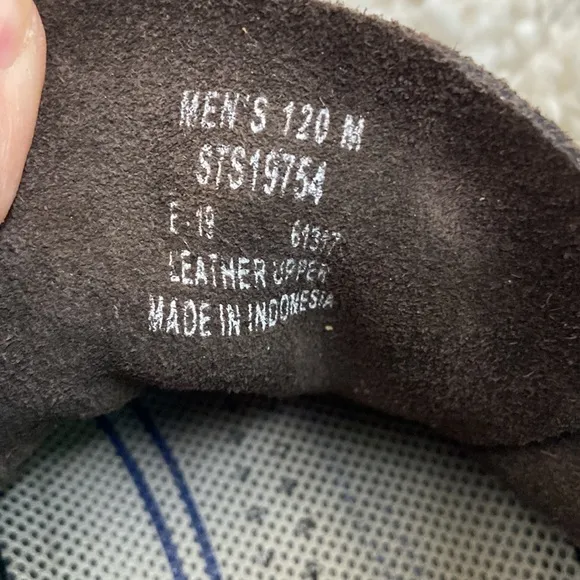 MEN'S 120 M
STS19754
E-19 61317
LEATHER UPPER
MADE IN INDONESIA